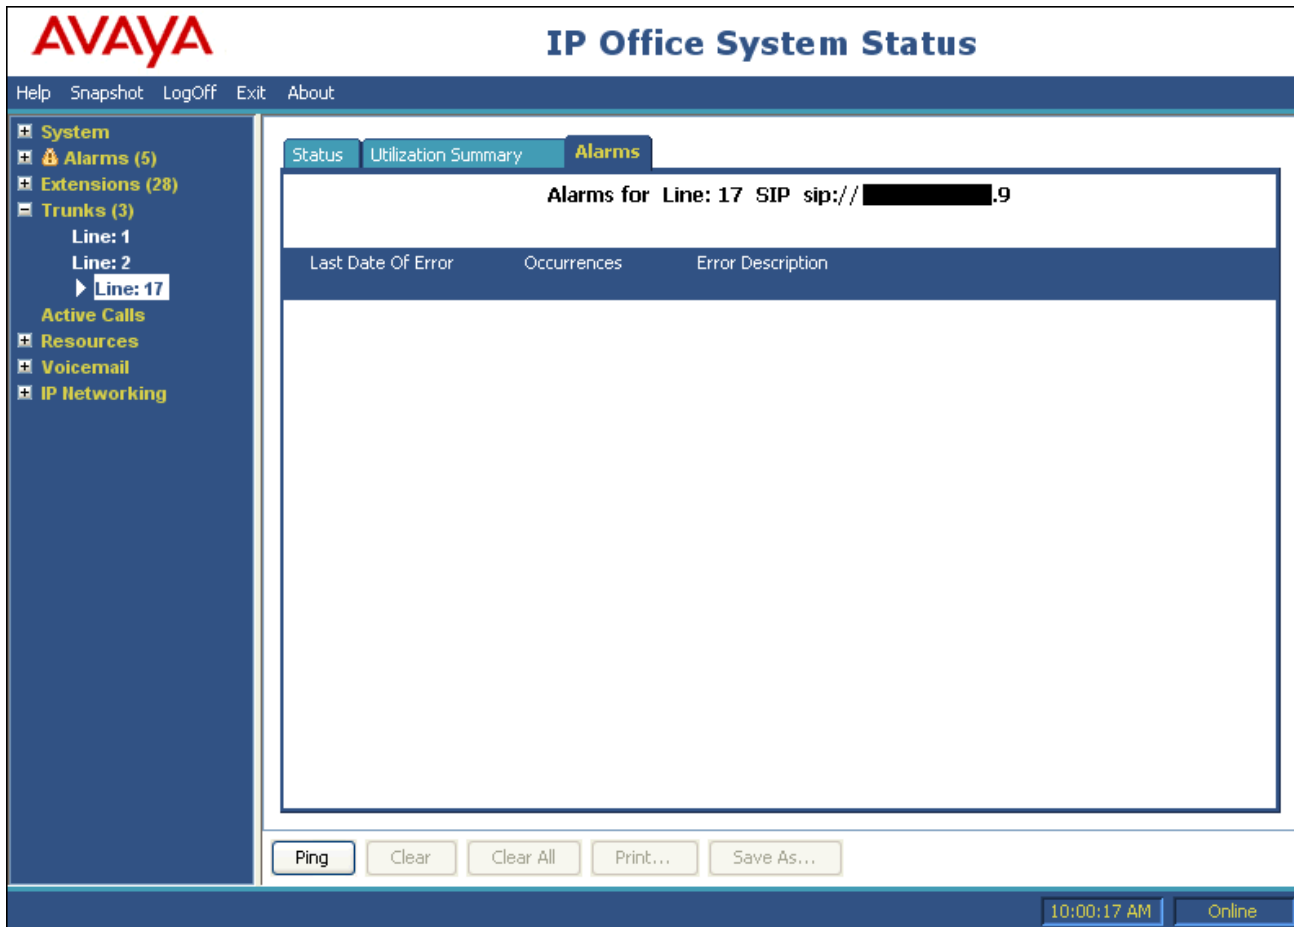 AVAYA
IP Office System Status
Help Snapshot LogOff Exit About
System
Alarms (5)
Extensions (28)
Trunks (3)
Line: 1
Line: 2
Line: 17
Active Calls
Resources
Voicemail
IP Networking
Status Utilization Summary Alarms
Alarms for Line: 17 SIP sip:// .9
Last Date Of Error Occurrences Error Description
Ping Clear Clear All Print... Save As...
10:00:17 AM Online